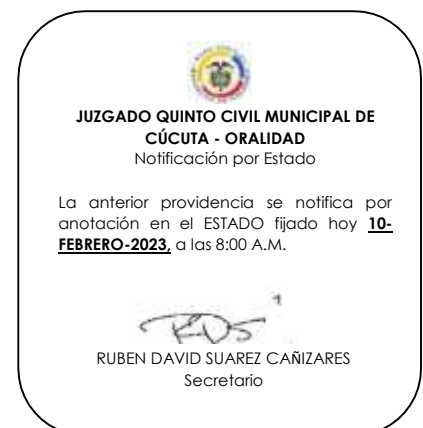 JUZGADO QUINTO CIVIL MUNICIPAL DE
CÚCUTA - ORALIDAD
Notificación por Estado
La anterior providencia se notifica por
anotación en el ESTADO fijado hoy 10-
FEBRERO-2023, a las 8:00 A.M.
RUBEN DAVID SUAREZ CAÑIZARES
Secretario